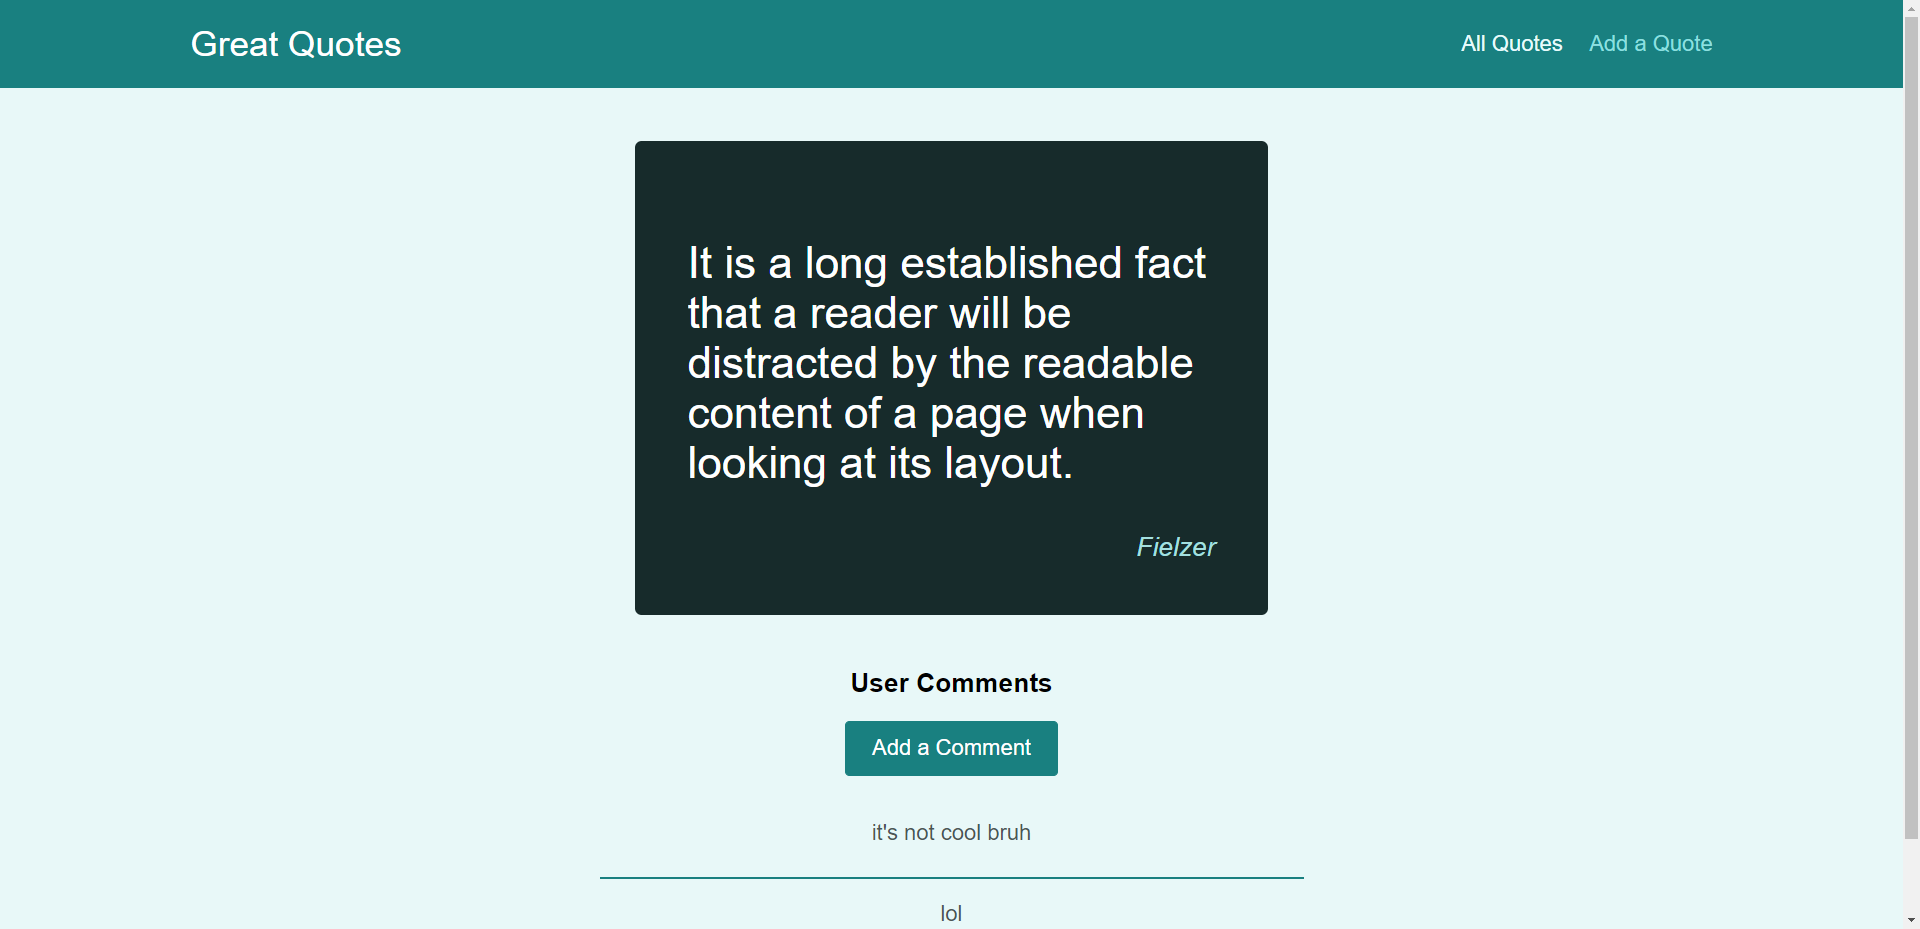 Great Quotes
All Quotes Add a Quote
It is a long established fact
that a reader will be
distracted by the readable
content of a page when
looking at its layout.
Fielzer
User Comments
Add a Comment
it's not cool bruh
lol